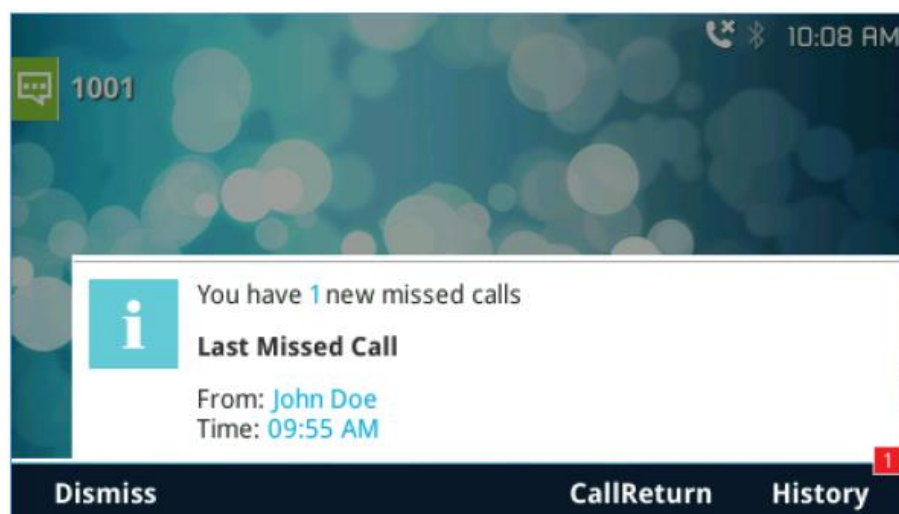 10:08 AM
1001
You have 1 new missed calls
Last Missed Call
From: John Doe
Time: 09:55 AM
1
Dismiss CallReturn History